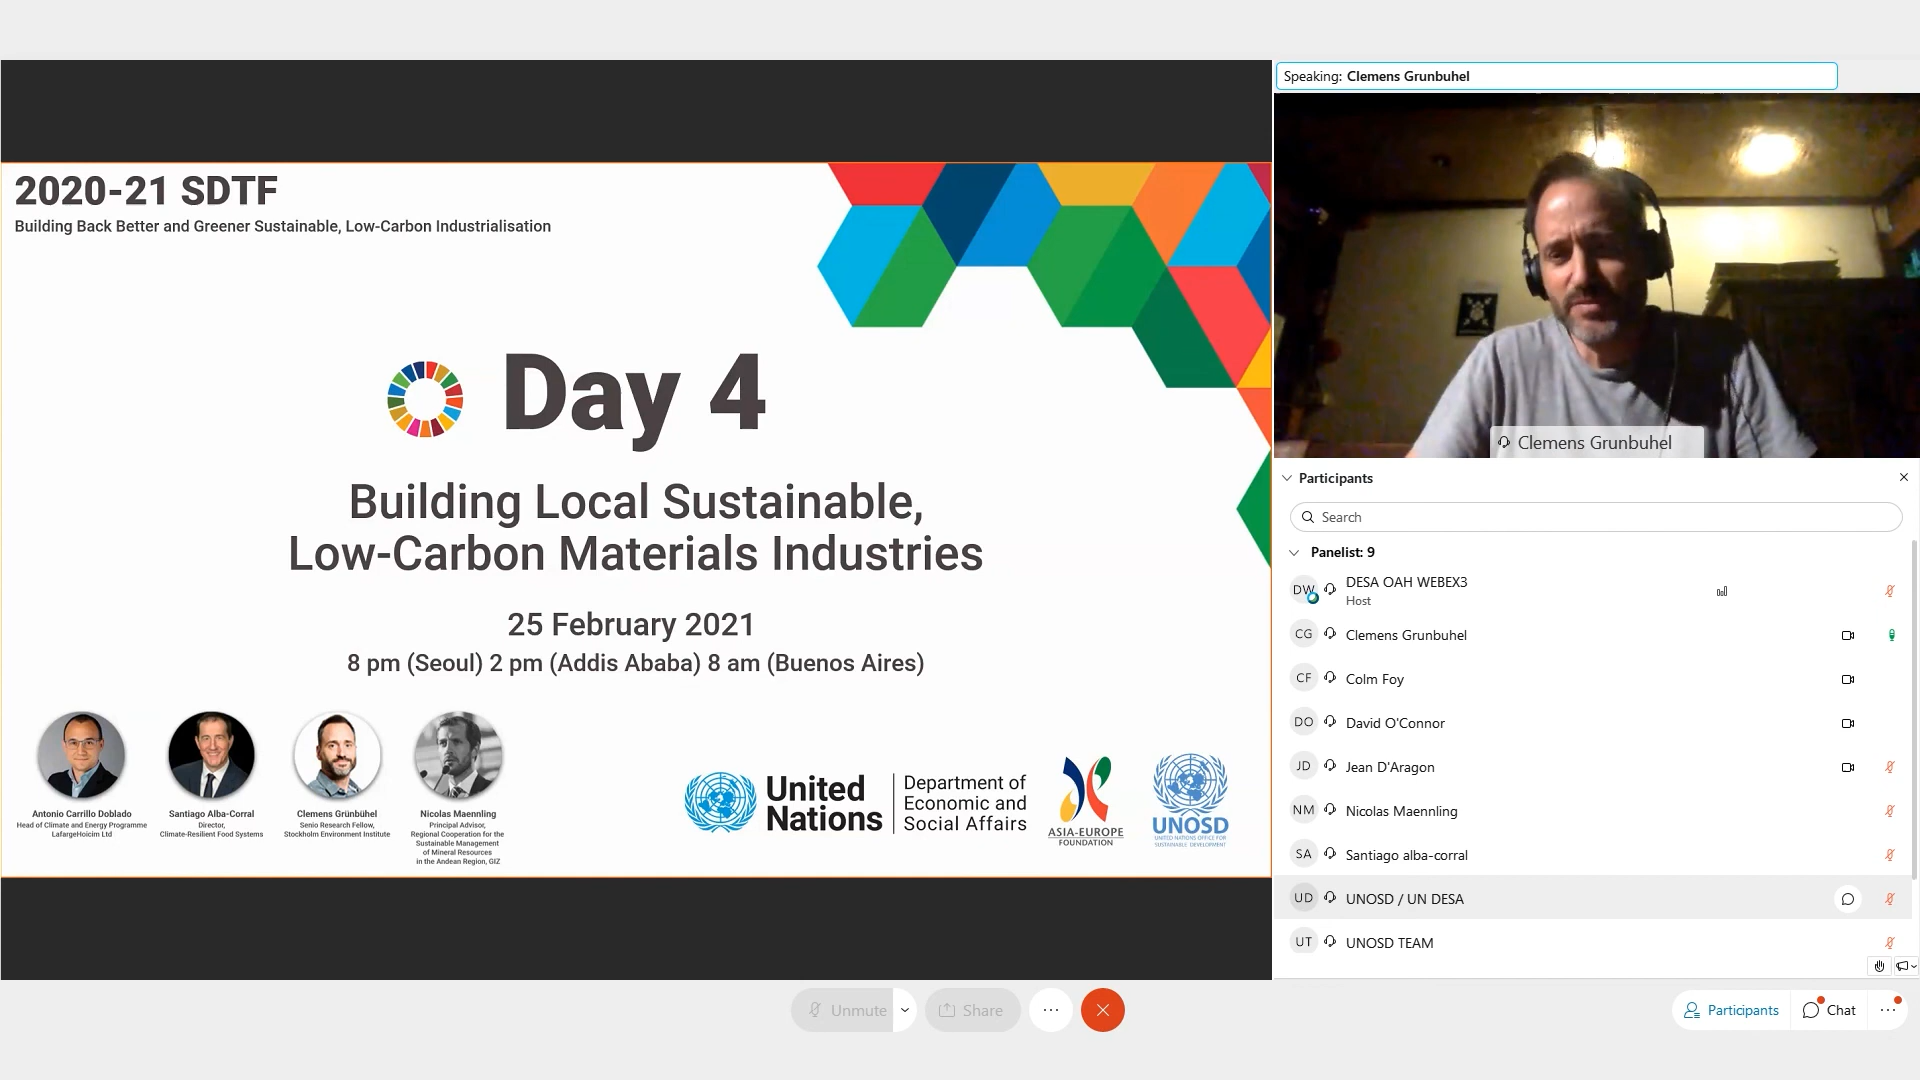 2020-21 SDTF
Building Back Better and Greener Sustainable, Low-Carbon Industrialisation
Day 4
Building Local Sustainable,
Low-Carbon Materials Industries
25 February 2021
8 pm (Seoul) 2 pm (Addis Ababa) 8 am (Buenos Aires)
Antonio Carrillo Doblado
Head of Climate and Energy Programme
LafargeHolcim Ltd
Santiago Alba-Corral
Director,
Climate-Resilient Food Systems
Clemens Grünbühel
Senio Research Fellow,
Stockholm Environment Institute
Nicolas Maennling
Principal Advisor,
Regional Cooperation for the
Sustainable Management
of Mineral Resources
in the Andean Region, GIZ
United
Nations
Department of
Economic and
Social Affairs
ASIA-EUROPE
FOUNDATION
UNOSD
UNITED NATIONS OFFICE FOR
SUSTAINABLE DEVELOPMENT
Speaking: Clemens Grunbuhel
Clemens Grunbuhel
Participants
Search
Panelist: 9
DW DESA OAH WEBEX3
Host
CG Clemens Grunbuhel
CF Colm Foy
DO David O'Connor
JD Jean D'Aragon
NM Nicolas Maennling
SA Santiago alba-corral
UD UNOSD / UN DESA
UT UNOSD TEAM
Unmute
Share
Participants
Chat